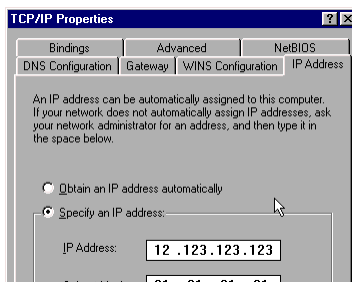 TCP/IP Properties
Bindings Advanced NetBIOS
DNS Configuration Gateway WINS Configuration IP Address
An IP address can be automatically assigned to this computer.
If your network does not automatically assign IP addresses, ask
your network administrator for an address, and then type it in
the space below.
Obtain an IP address automatically
Specify an IP address:
IP Address: 12 .123.123.123